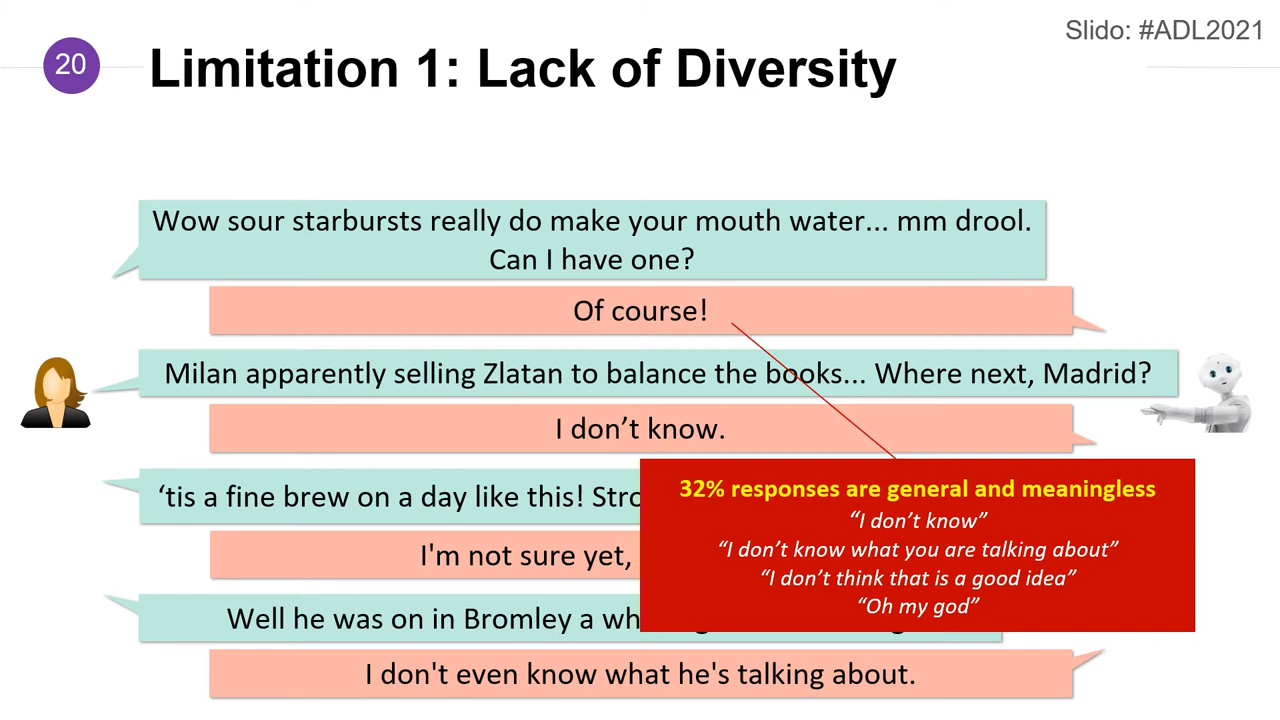 Slido: #ADL2021
20
Limitation 1: Lack of Diversity
Wow sour starbursts really do make your mouth water... mm drool.
Can I have one?
Of course!
Milan apparently selling Zlatan to balance the books... Where next, Madrid?
I don’t know.
‘tis a fine brew on a day like this!
I'm not sure yet,
Well he was on in Bromley a
I don't even know what he's talking about.
32% responses are general and meaningless
“I don’t know”
“I don’t know what you are talking about”
“I don’t think that is a good idea”
“Oh my god”